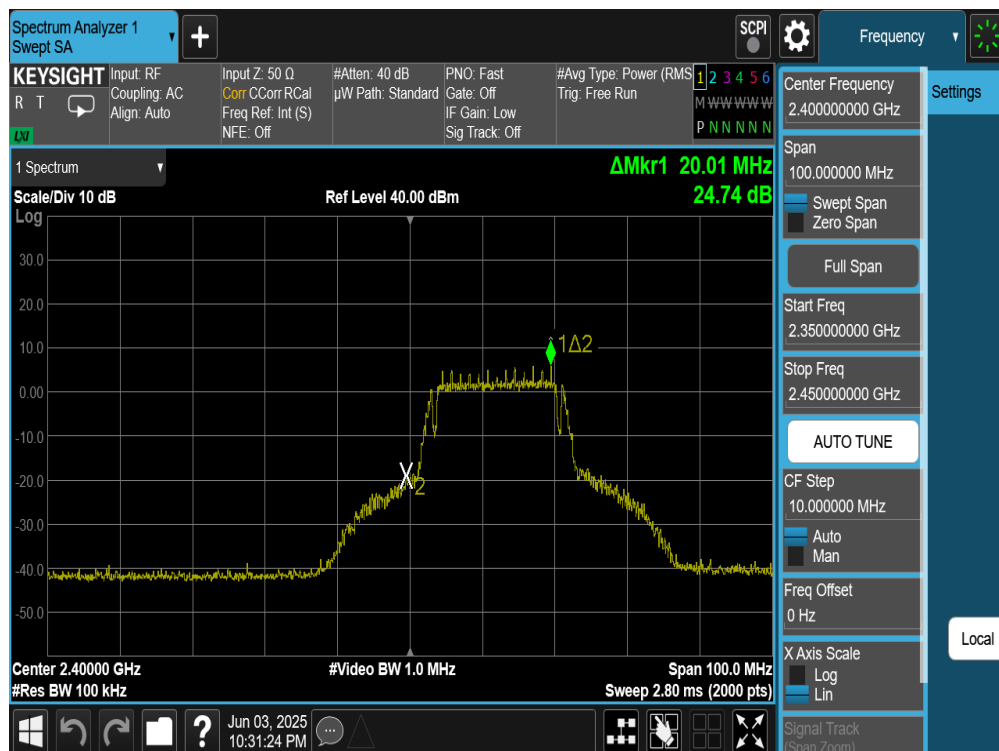 Spectrum Analyzer 1
Swept SA
+
SCPI
Frequency
KEYSIGHT
R T
LXI
Input: RF
Coupling: AC
Align: Auto
Input Z: 50 Ω
Corr CCorr RCal
Freq Ref: Int (S)
NFE: Off
#Atten: 40 dB
µW Path: Standard
PNO: Fast
Gate: Off
IF Gain: Low
Sig Track: Off
#Avg Type: Power (RMS
Trig: Free Run
1 2 3 4 5 6
M W W W W W
P N N N N N
1 Spectrum
ΔMkr1 20.01 MHz
24.74 dB
Scale/Div 10 dB
Ref Level 40.00 dBm
Log
30.0
20.0
10.0
0.00
-10.0
-20.0
-30.0
-40.0
-50.0
1Δ2
X2
Center 2.40000 GHz
#Video BW 1.0 MHz
Span 100.0 MHz
#Res BW 100 kHz
Sweep 2.80 ms (2000 pts)
?
Jun 03, 2025
10:31:24 PM
Center Frequency
2.400000000 GHz
Settings
Span
100.000000 MHz
Swept Span
Zero Span
Full Span
Start Freq
2.350000000 GHz
Stop Freq
2.450000000 GHz
AUTO TUNE
CF Step
10.000000 MHz
Auto
Man
Freq Offset
0 Hz
Local
X Axis Scale
Log
Lin
Signal Track
(Span Zoom)